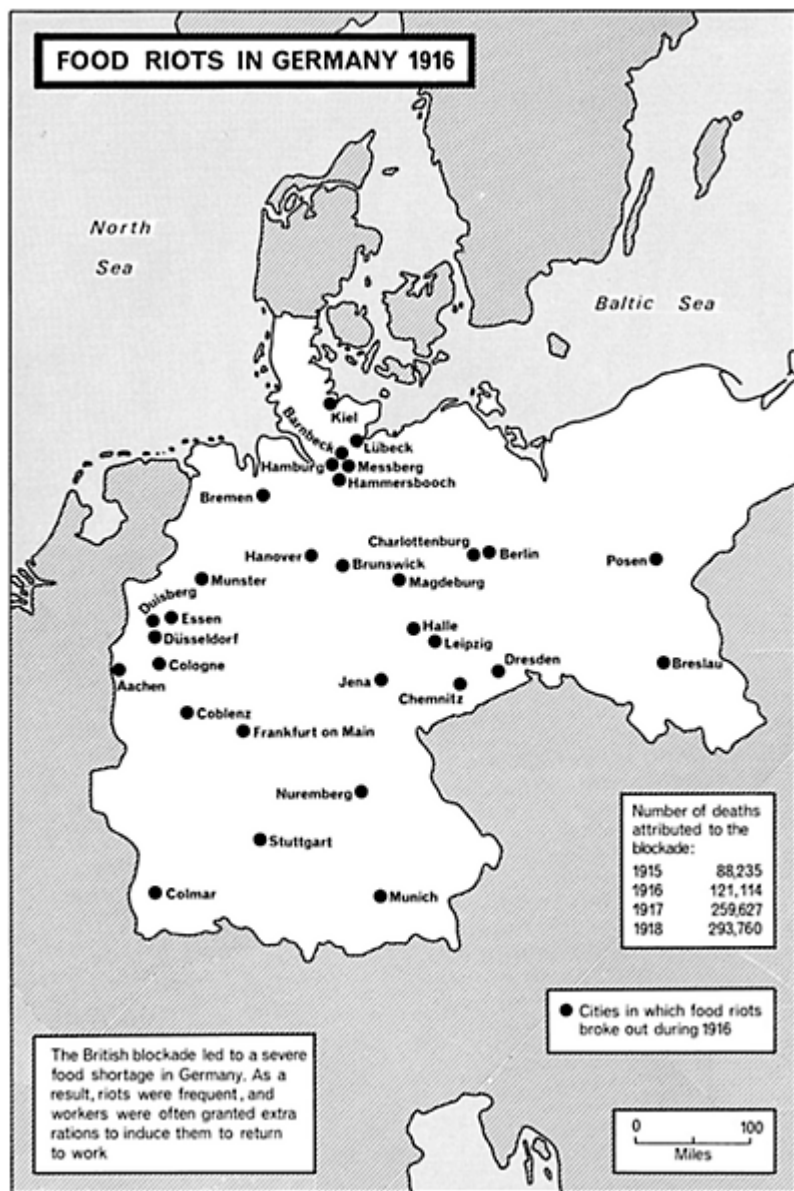 FOOD RIOTS IN GERMANY 1916
North
Sea
Baltic Sea
Kiel
Barnbeck
Lübeck
Hamburg
Messberg
Hammersbooch
Bremen
Hanover
Brunswick
Charlottenburg
Berlin
Magdeburg
Posen
Munster
Duisberg
Essen
Düsseldorf
Cologne
Aachen
Halle
Leipzig
Dresden
Breslau
Jena
Chemnitz
Coblenz
Frankfurt on Main
Nuremberg
Stuttgart
Colmar
Munich
Number of deaths
attributed to the
blockade:
1915 88,235
1916 121,114
1917 259,627
1918 293,760
Cities in which food riots
broke out during 1916
The British blockade led to a severe
food shortage in Germany. As a
result, riots were frequent, and
workers were often granted extra
rations to induce them to return
to work
0 100
Miles